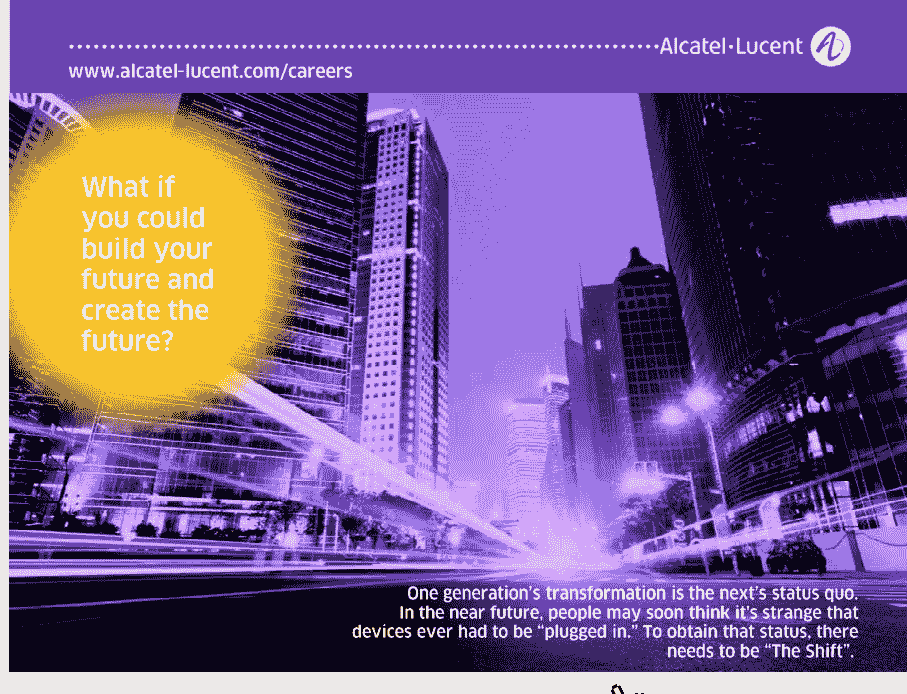 Alcatel·Lucent
www.alcatel-lucent.com/careers
What if
you could
build your
future and
create the
future?
One generation's transformation is the next's status quo.
In the near future, people may soon think it's strange that
devices ever had to be “plugged in.” To obtain that status, there
needs to be “The Shift”.